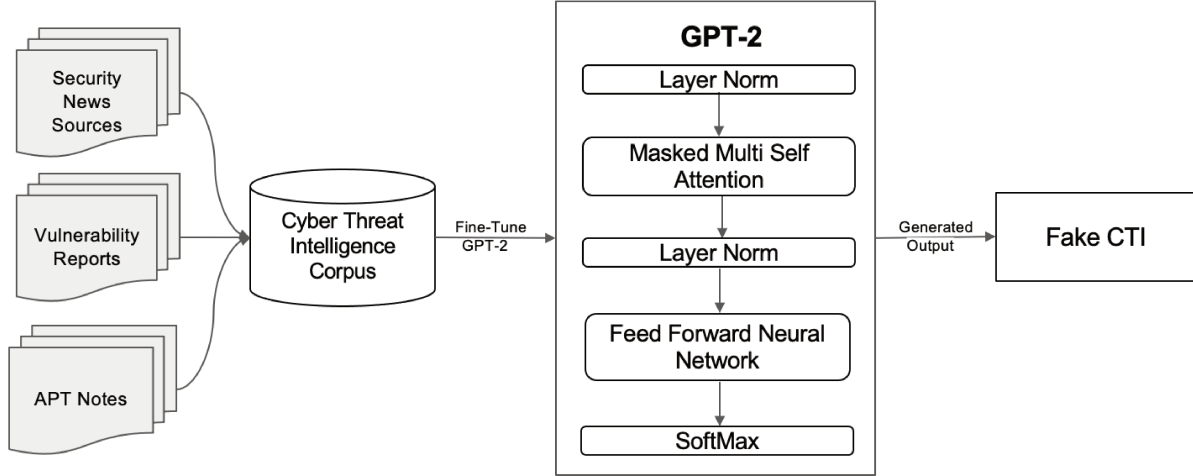 Security
News
Sources
Vulnerability
Reports
APT Notes
Cyber Threat
Intelligence
Corpus
Fine-Tune
GPT-2
GPT-2
Layer Norm
Masked Multi Self
Attention
Layer Norm
Feed Forward Neural
Network
SoftMax
Generated
Output
Fake CTI